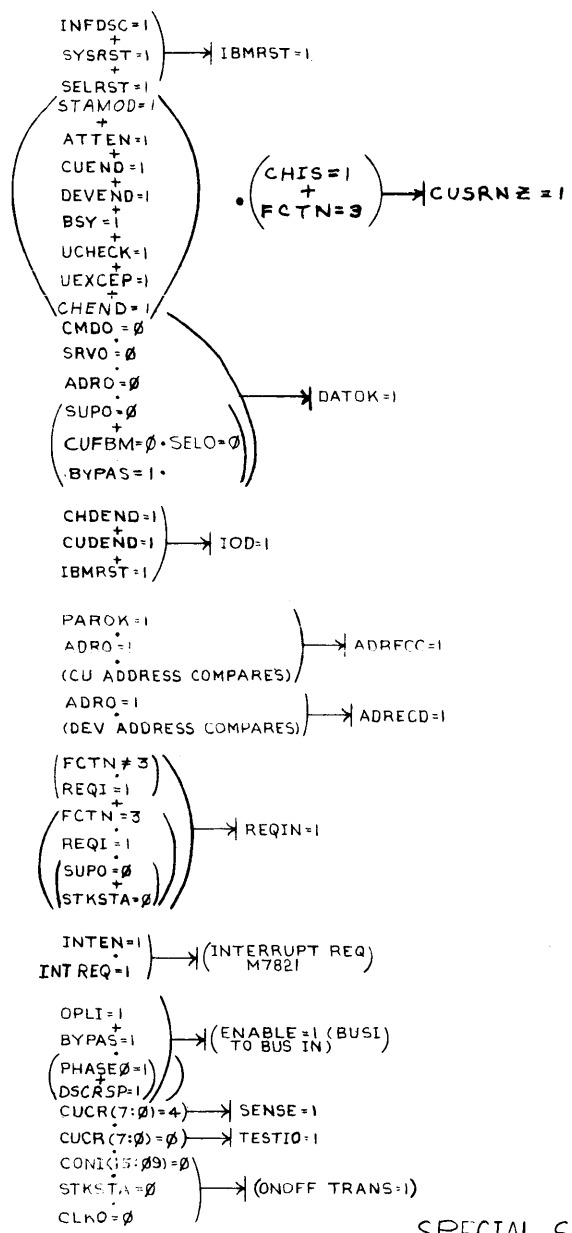 INFDSC=1
+
SYSRST=1 → IBMRST=1
+
SELRST=1
STAMOD=1
+
ATTEN=1
+
CUEND=1
+
DEVEND=1
+
BSY=1
+
UCHECK=1
+
UEXCEP=1
+
CHEND=1
· (CHIS=1
+
FCTN=3) → CUSRNZ=1
CMDO=Ø
·
SRVO=Ø
·
ADRO=Ø
·
(SUPO=Ø → DATOK=1
+
CUFBM=Ø·SELO=Ø
·BYPAS=1·
CHDEND=1
+
CUDEND=1 → IOD=1
+
IBMRST=1
PAROK=1
·
ADRO=1 → ADRECC=1
·
(CU ADDRESS COMPARES)
ADRO=1
· → ADRECD=1
(DEV ADDRESS COMPARES)
(FCTN≠3
·
REQI=1)
+
FCTN=3 → REQIN=1
·
REQI=1
·
(SUPO=Ø
+
STKSTA=Ø)
INTEN=1
·
INT REQ=1 → (INTERRUPT REQ
M7821
OPLI=1
·
BYPAS=1 → (ENABLE=1 (BUSI
TO BUS IN)
·
(PHASEØ=1
+
DSCRSP=1)
CUCR(7:Ø)=4 → SENSE=1
CUCR(7:Ø)=Ø → TESTIO=1
CONI(15:09)=Ø
·
STKSTA=Ø → (ONOFF TRANS=1)
·
CLKO=Ø
SPECIAL